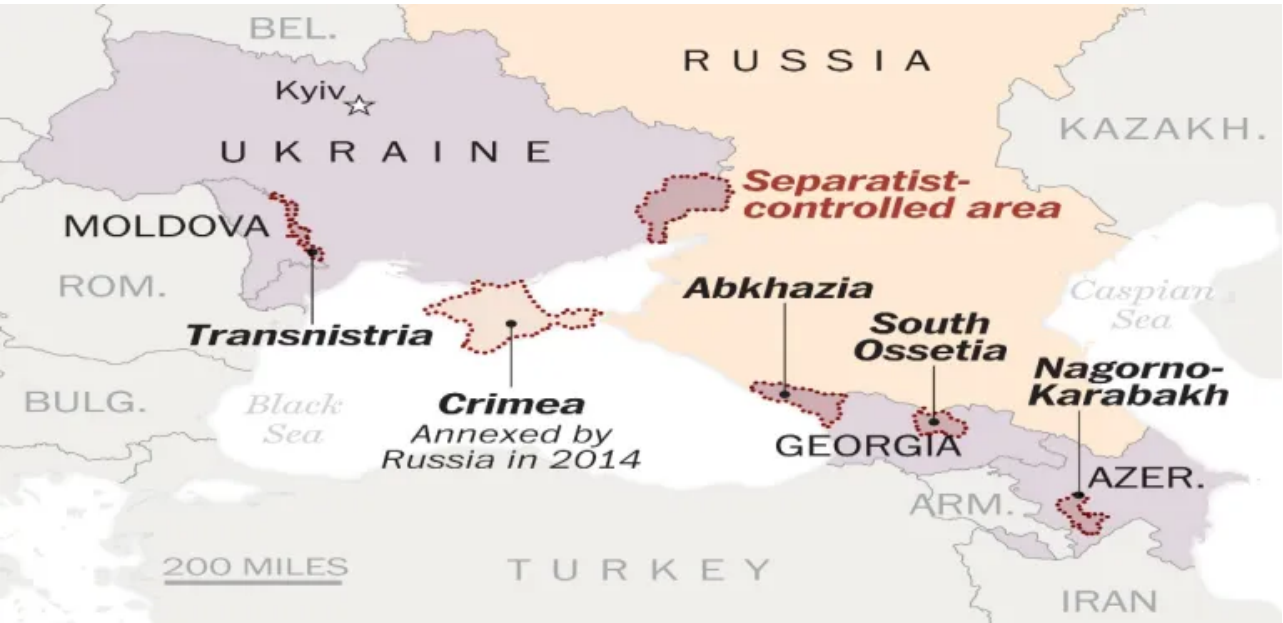 BEL.
RUSSIA
Kyiv
UKRAINE
KAZAKH.
Separatist-
controlled area
MOLDOVA
ROM.
Abkhazia
Caspian
Sea
Transnistria
South
Ossetia
Nagorno-
Karabakh
BULG.
Black
Sea
Crimea
Annexed by
Russia in 2014
GEORGIA
AZER.
ARM.
200 MILES
TURKEY
IRAN